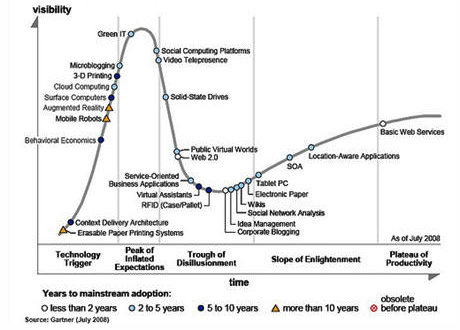 visibility
Green IT
Social Computing Platforms
Video Telepresence
Microblogging
3-D Printing
Cloud Computing
Surface Computers
Augmented Reality
Mobile Robots
Solid-State Drives
Basic Web Services
Behavioral Economics
Public Virtual Worlds
Web 2.0
Location-Aware Applications
SOA
Service-Oriented
Business Applications
Tablet PC
Virtual Assistants
Electronic Paper
RFID (Case/Pallet)
Wikis
Social Network Analysis
Idea Management
Corporate Blogging
Context Delivery Architecture
Erasable Paper Printing Systems
As of July 2008
Technology
Trigger
Peak of
Inflated
Expectations
Trough of
Disillusionment
Slope of Enlightenment
Plateau of
Productivity
time
Years to mainstream adoption:
less than 2 years
2 to 5 years
5 to 10 years
more than 10 years
obsolete
before plateau
Source: Gartner (July 2008)